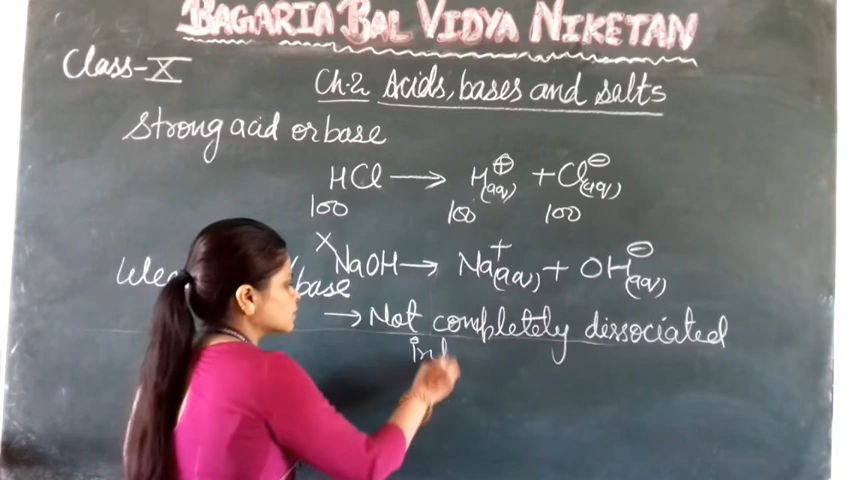 BAGARIA BAL VIDYA NIKETAN
Class-X
Ch-2 Acids, bases and salts
Strong acid or base
HCl → H⊕(aq) + Cl⊖(aq)
100 100 100
X
NaOH → Na+(aq) + OH⊖(aq)
base
→ Not completely dissociated